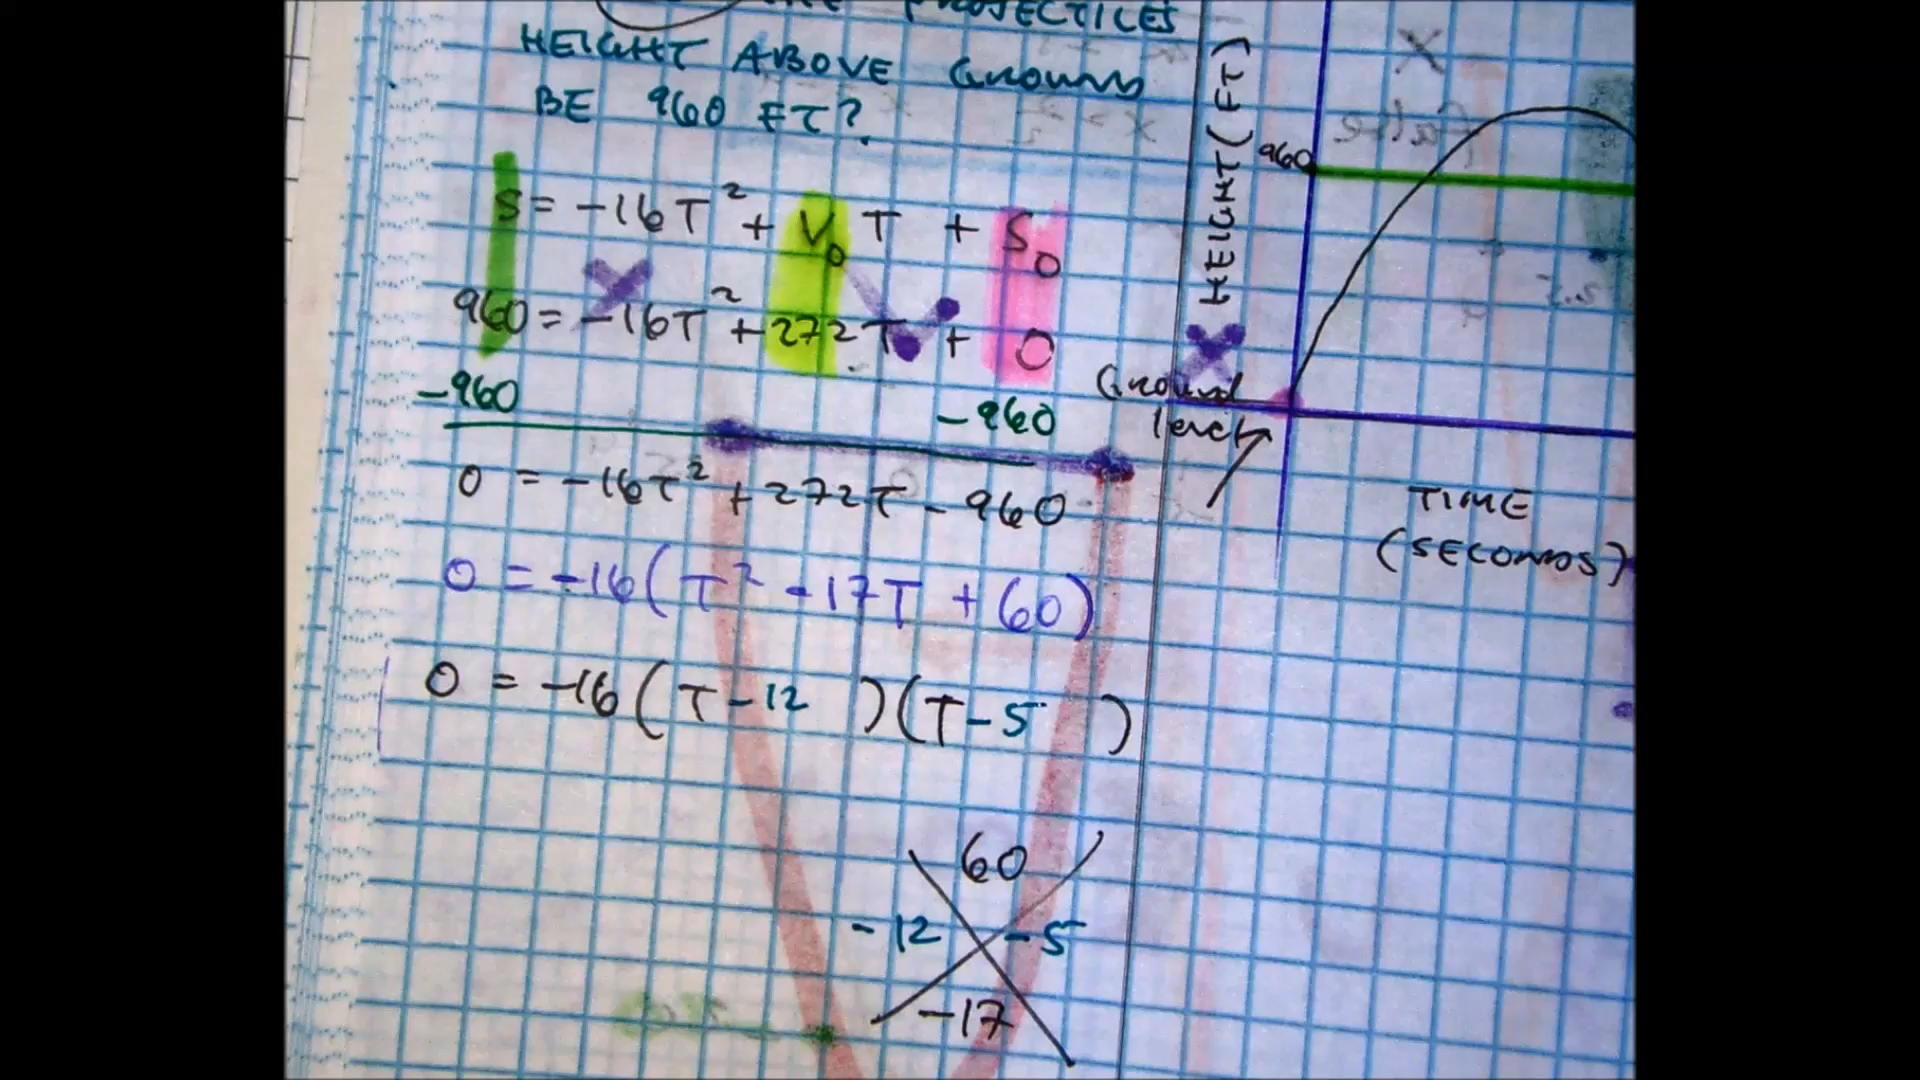 PROJECTILES
HEIGHT ABOVE GROUND
BE 960 FT?
S = -16T² + V₀T + S₀
960 = -16T² + 272T + 0
-960 -960
0 = -16T² + 272T - 960
0 = -16(T² - 17T + 60)
0 = -16(T-12)(T-5)
60
-12 -5
-17
HEIGHT (FT)
960
Ground
level
TIME
(SECONDS)